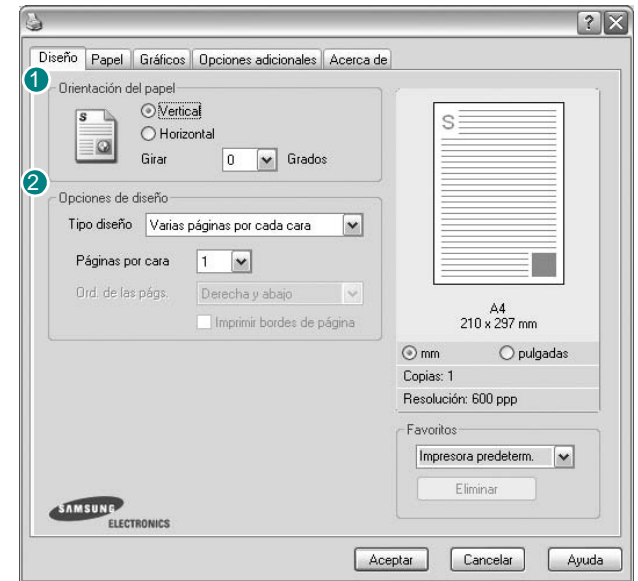 Diseño Papel Gráficos Opciones adicionales Acerca de
1
Orientación del papel
S
Vertical
Horizontal
Girar 0 Grados
2
Opciones de diseño
Tipo diseño Varias páginas por cada cara
Páginas por cara 1
Ord. de las págs. Derecha y abajo
Imprimir bordes de página
S
A4
210 x 297 mm
mm pulgadas
Copias: 1
Resolución: 600 ppp
Favoritos
Impresora predeterm.
Eliminar
SAMSUNG
ELECTRONICS
Aceptar Cancelar Ayuda